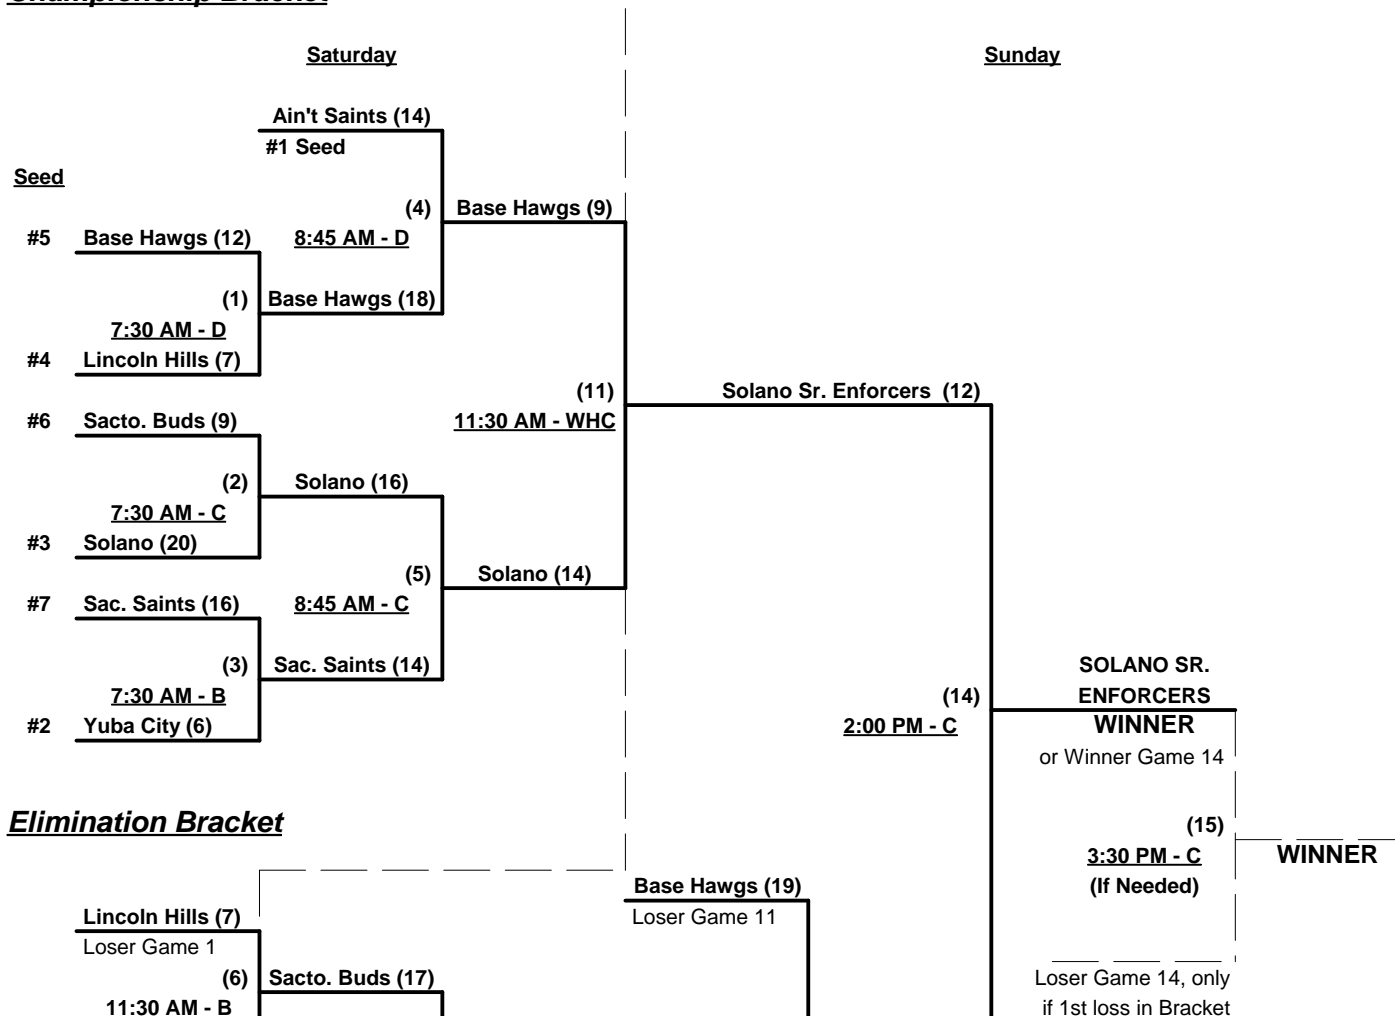 Championship Bracket
Saturday
Sunday
Ain't Saints (14)
#1 Seed
Seed
(4)
Base Hawgs (9)
#5
Base Hawgs (12)
8:45 AM - D
(1)
Base Hawgs (18)
7:30 AM - D
#4
Lincoln Hills (7)
(11)
Solano Sr. Enforcers (12)
#6
Sacto. Buds (9)
11:30 AM - WHC
(2)
Solano (16)
7:30 AM - C
#3
Solano (20)
(5)
Solano (14)
#7
Sac. Saints (16)
8:45 AM - C
(3)
Sac. Saints (14)
SOLANO SR.
7:30 AM - B
(14)
ENFORCERS
#2
Yuba City (6)
2:00 PM - C
WINNER
or Winner Game 14
Elimination Bracket
(15)
3:30 PM - C
WINNER
Base Hawgs (19)
(If Needed)
Lincoln Hills (7)
Loser Game 11
Loser Game 1
(6)
Sacto. Buds (17)
Loser Game 14, only
11:30 AM - B
if 1st loss in Bracket